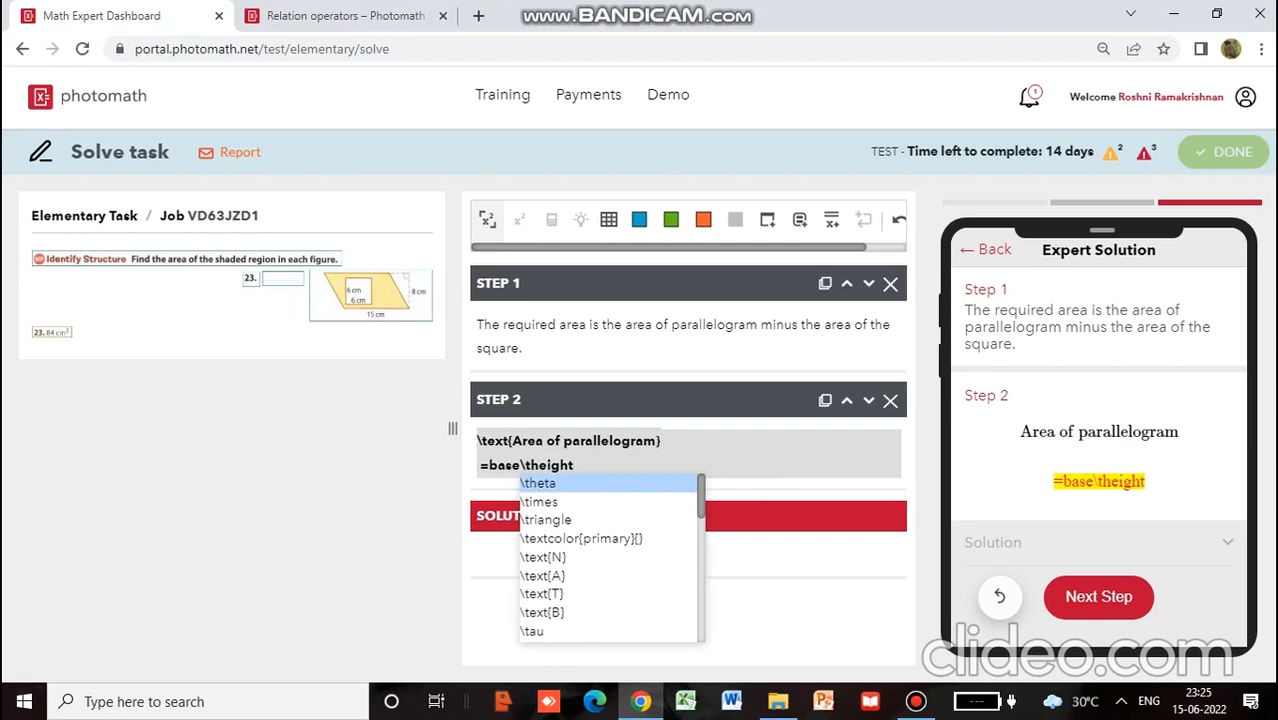 Math Expert Dashboard
Relation operators – Photomath
www.BANDICAM.com
portal.photomath.net/test/elementary/solve
photomath
Training
Payments
Demo
1
Welcome Roshni Ramakrishnan
Solve task
Report
TEST - Time left to complete: 14 days
2
3
DONE
Elementary Task / Job VD63JZD1
Identify Structure Find the area of the shaded region in each figure.
23.
6 cm
6 cm
8 cm
15 cm
23. 84 cm²
STEP 1
The required area is the area of parallelogram minus the area of the
square.
STEP 2
\text{Area of parallelogram}
=base\theight
\theta
\times
\triangle
\textcolor{primary}{}
\text{N}
\text{A}
\text{T}
\text{B}
\tau
SOLUT
← Back
Expert Solution
Step 1
The required area is the area of
parallelogram minus the area of the
square.
Step 2
Area of parallelogram
=base\theight
Solution
Next Step
clideo.com
Type here to search
30°C
ENG
23:25
15-06-2022